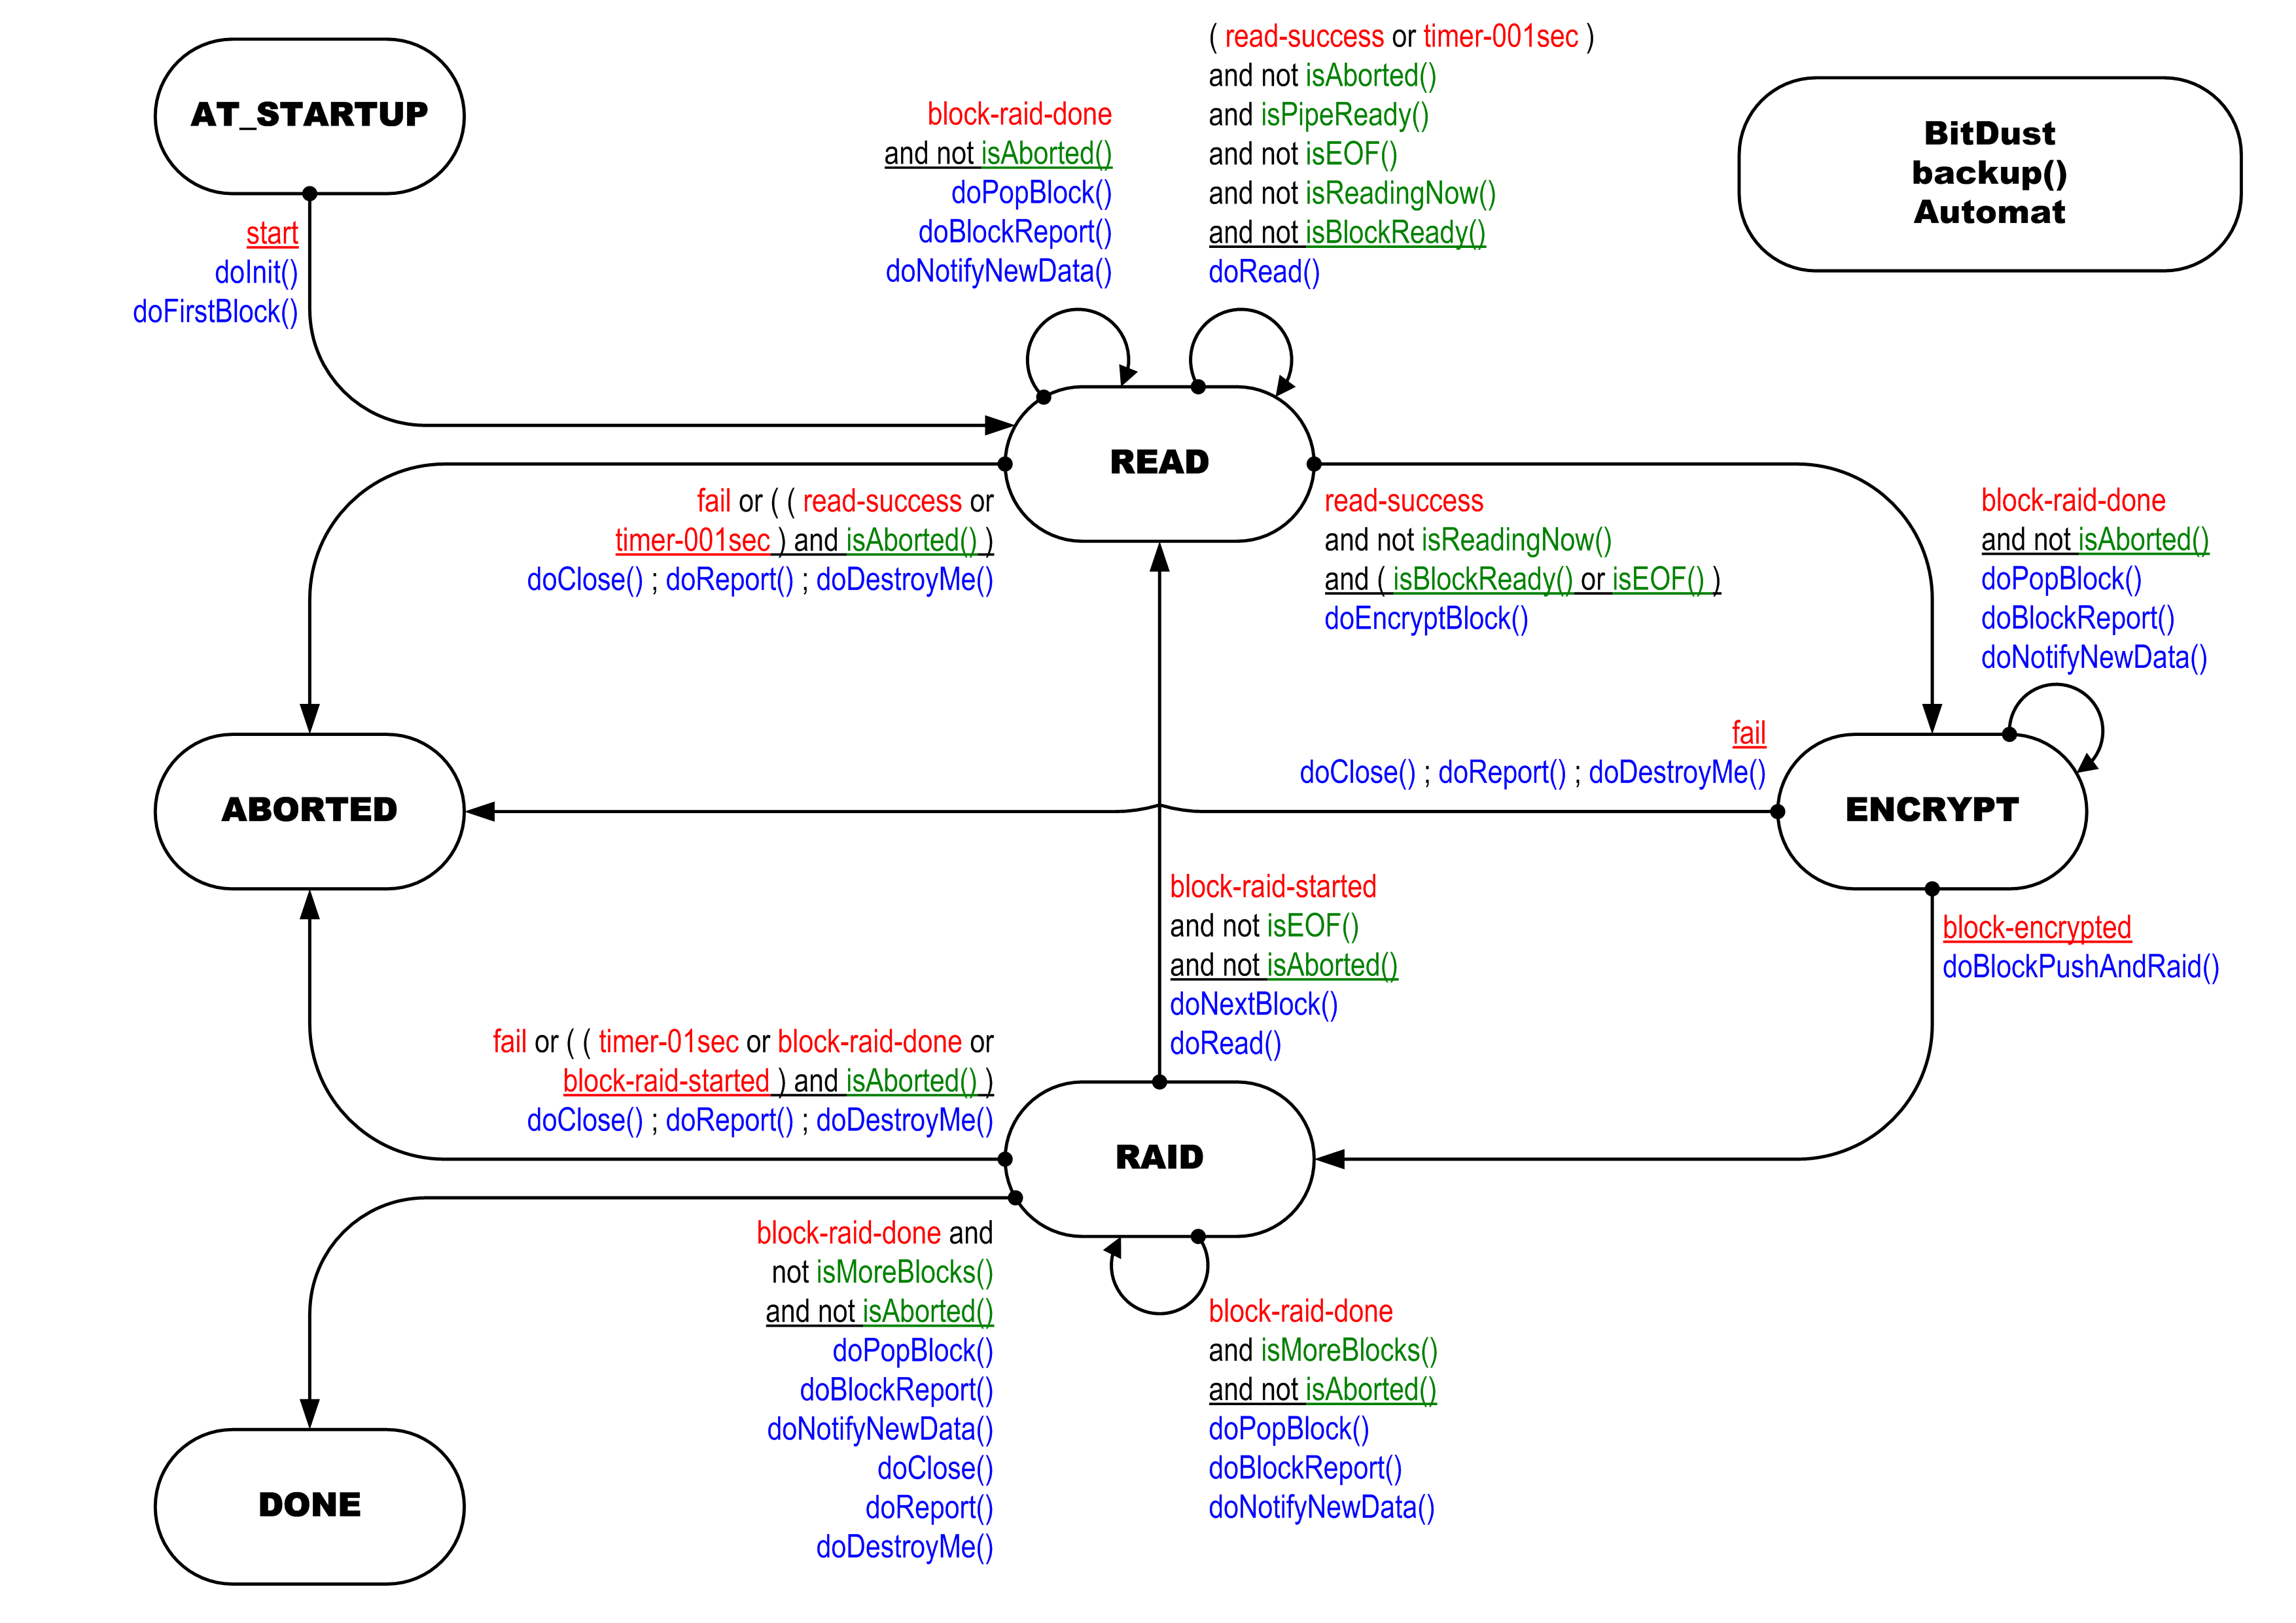 AT_STARTUP
start
doInit()
doFirstBlock()
block-raid-done
and not isAborted()
doPopBlock()
doBlockReport()
doNotifyNewData()
( read-success or timer-001sec )
and not isAborted()
and isPipeReady()
and not isEOF()
and not isReadingNow()
and not isBlockReady()
doRead()
BitDust
backup()
Automat
READ
fail or ( ( read-success or
timer-001sec ) and isAborted() )
doClose() ; doReport() ; doDestroyMe()
read-success
and not isReadingNow()
and ( isBlockReady() or isEOF() )
doEncryptBlock()
block-raid-done
and not isAborted()
doPopBlock()
doBlockReport()
doNotifyNewData()
fail
doClose() ; doReport() ; doDestroyMe()
ABORTED
ENCRYPT
block-raid-started
and not isEOF()
and not isAborted()
doNextBlock()
doRead()
block-encrypted
doBlockPushAndRaid()
fail or ( ( timer-01sec or block-raid-done or
block-raid-started ) and isAborted() )
doClose() ; doReport() ; doDestroyMe()
RAID
block-raid-done and
not isMoreBlocks()
and not isAborted()
doPopBlock()
doBlockReport()
doNotifyNewData()
doClose()
doReport()
doDestroyMe()
block-raid-done
and isMoreBlocks()
and not isAborted()
doPopBlock()
doBlockReport()
doNotifyNewData()
DONE